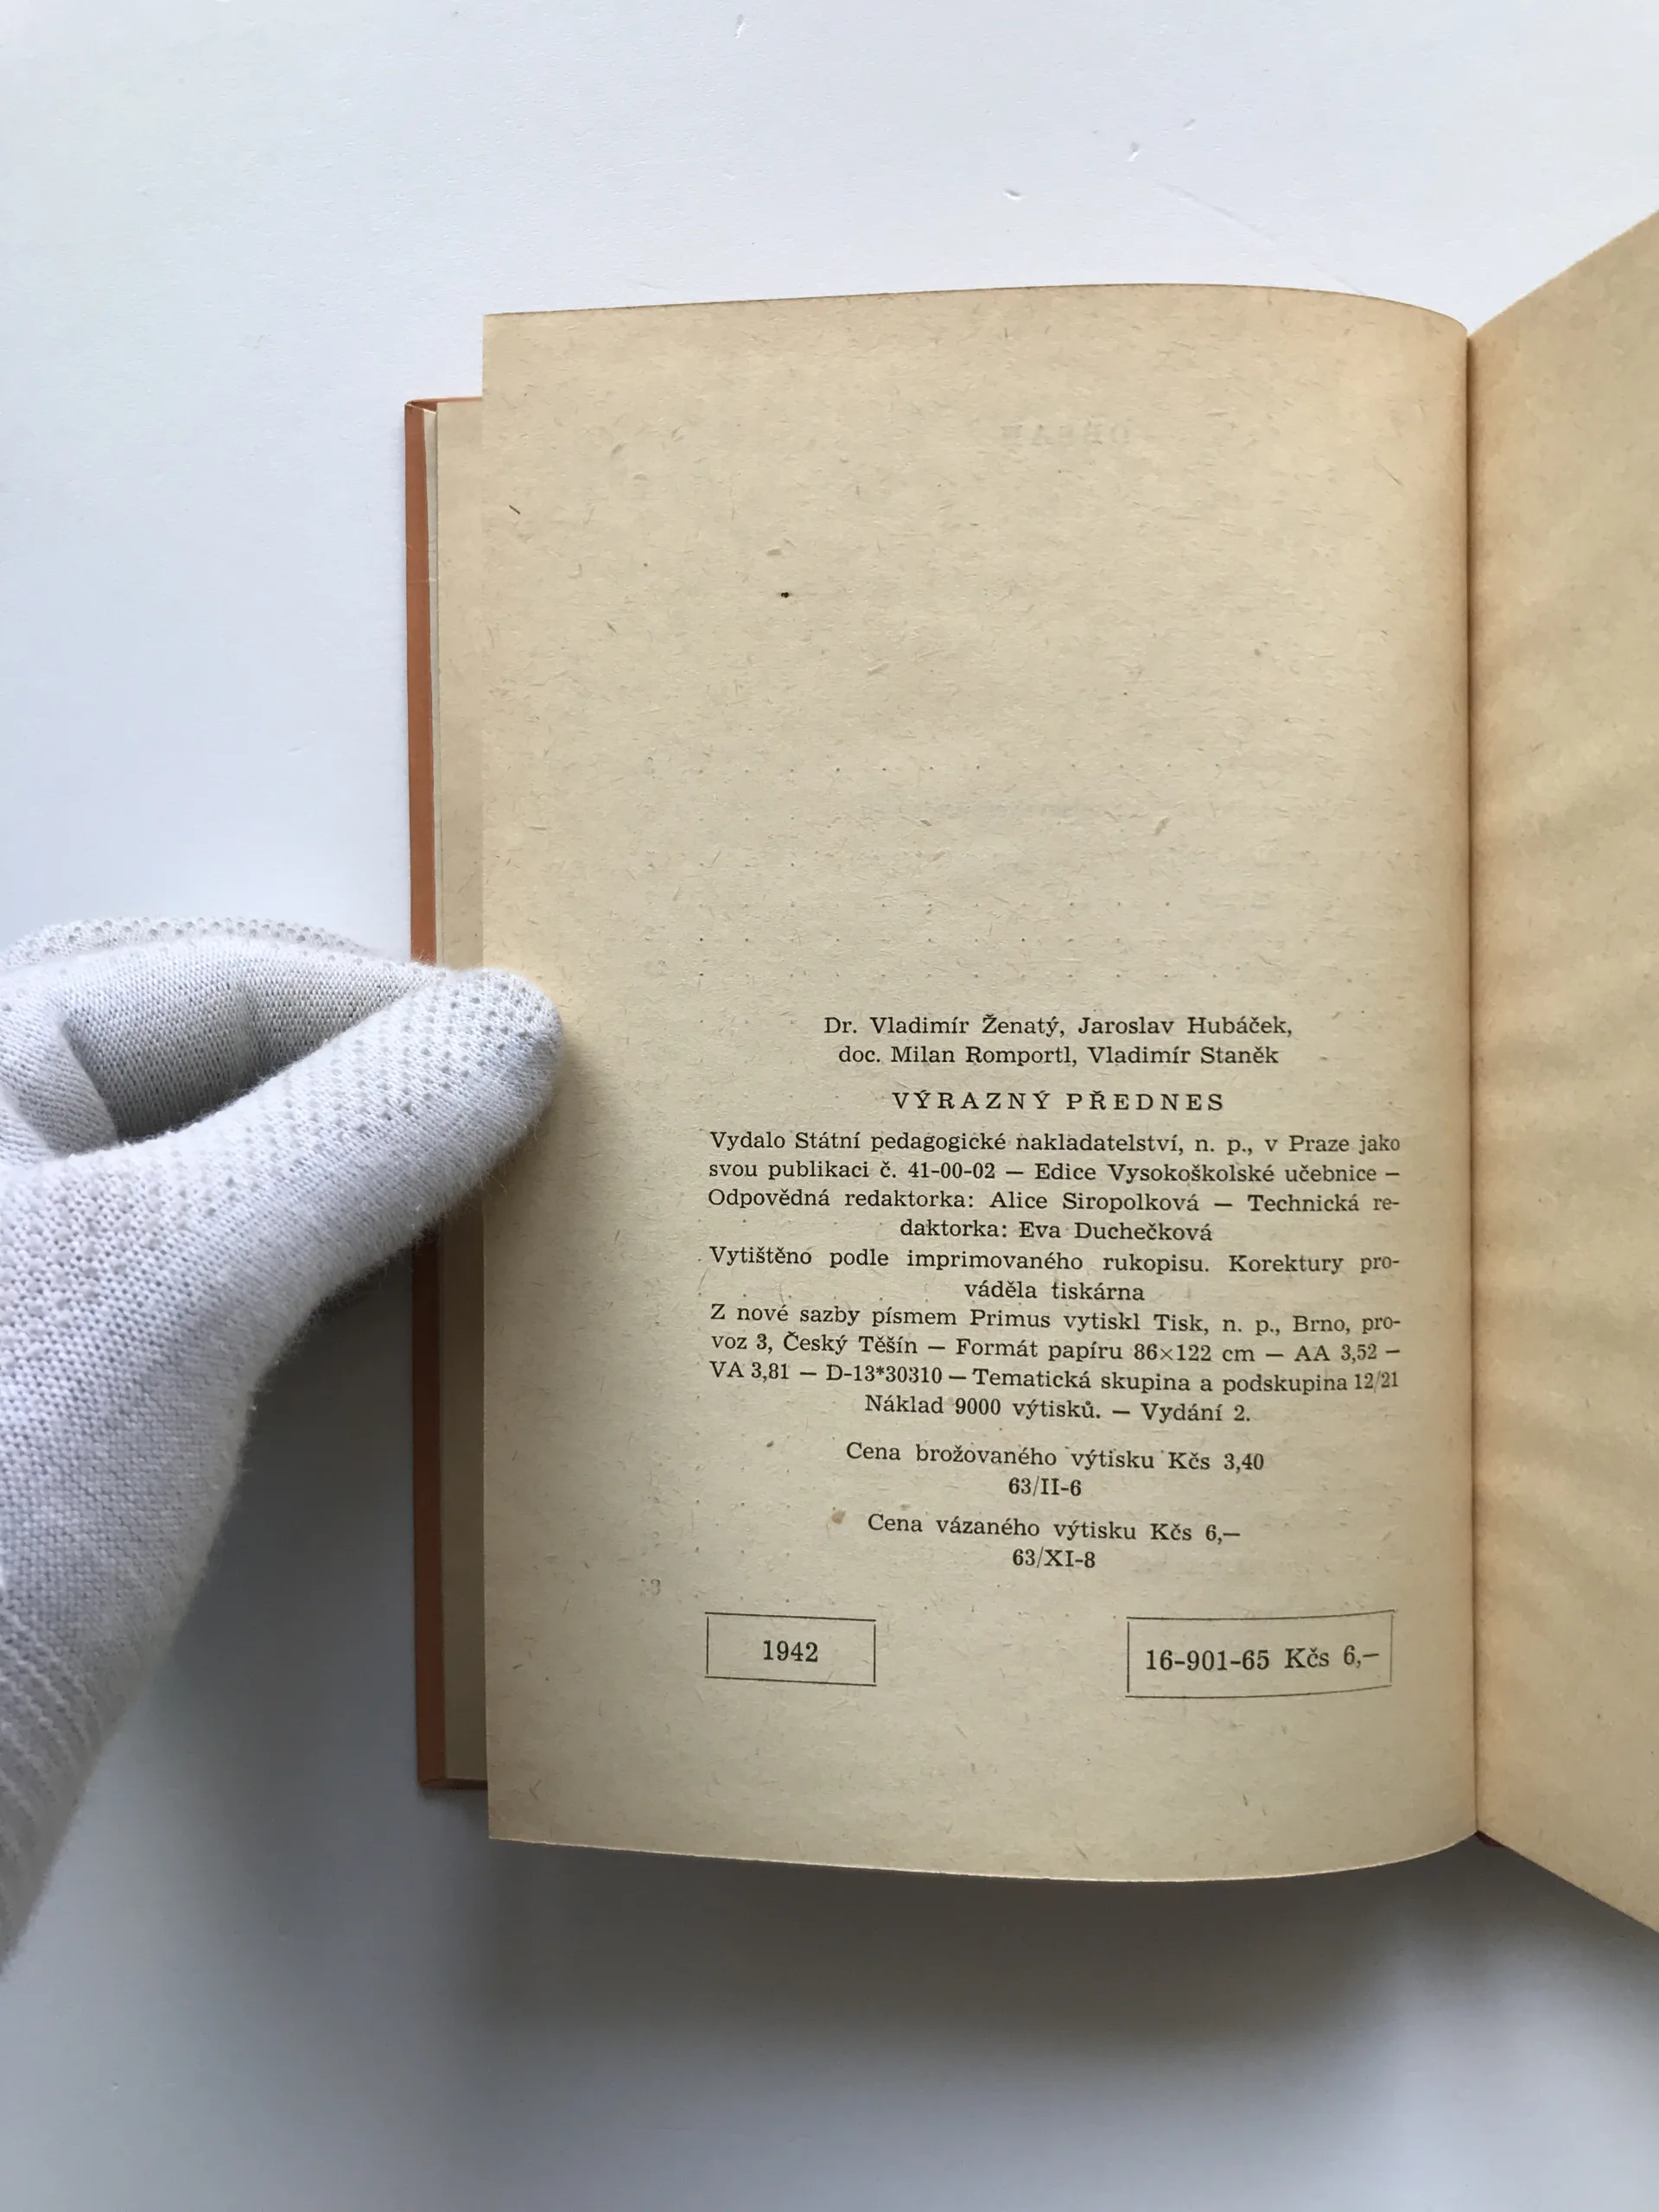 Dr. Vladimír Ženatý, Jaroslav Hubáček,
doc. Milan Romportl, Vladimír Staněk
VÝRAZNÝ PŘEDNES
Vydalo Státní pedagogické nakladatelství, n. p., v Praze jako
svou publikaci č. 41-00-02 — Edice Vysokoškolské učebnice —
Odpovědná redaktorka: Alice Siropolková — Technická re-
daktorka: Eva Duchečková
Vytištěno podle imprimovaného rukopisu. Korektury pro-
váděla tiskárna
Z nové sazby písmem Primus vytiskl Tisk, n. p., Brno, pro-
voz 3, Český Těšín — Formát papíru 86×122 cm — AA 3,52 —
VA 3,81 — D-13*30310 — Tematická skupina a podskupina 12/21
Náklad 9000 výtisků. — Vydání 2.
Cena brožovaného výtisku Kčs 3,40
63/II-6
Cena vázaného výtisku Kčs 6,—
63/XI-8
1942
16-901-65 Kčs 6,—